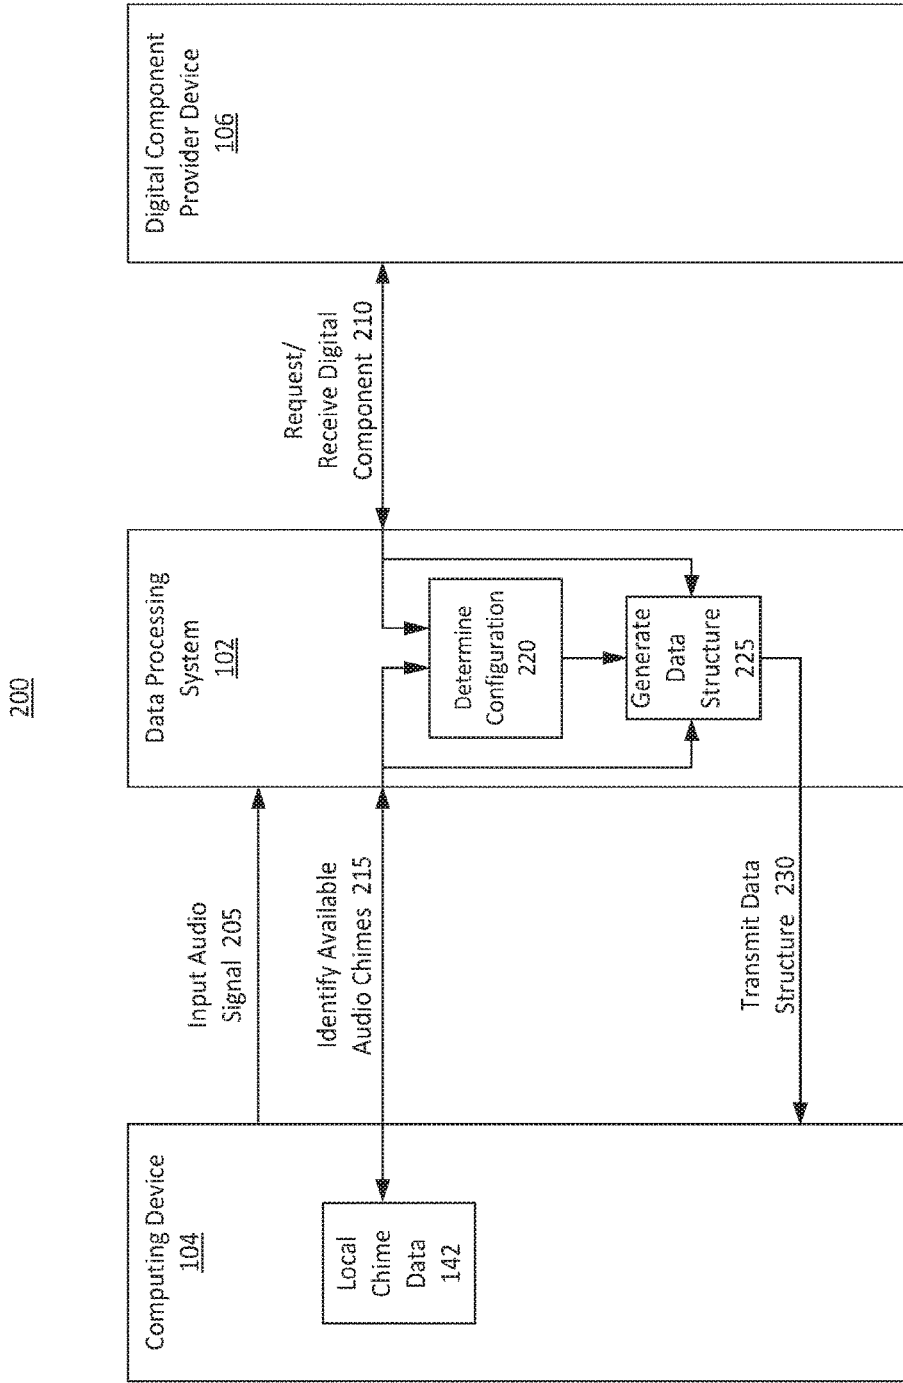 200
Computing Device
104
Local
Chime
Data
142
Input Audio
Signal 205
Identify Available
Audio Chimes 215
Transmit Data
Structure 230
Data Processing
System
102
Determine
Configuration
220
Generate
Data
Structure
225
Request/
Receive Digital
Component 210
Digital Component
Provider Device
106